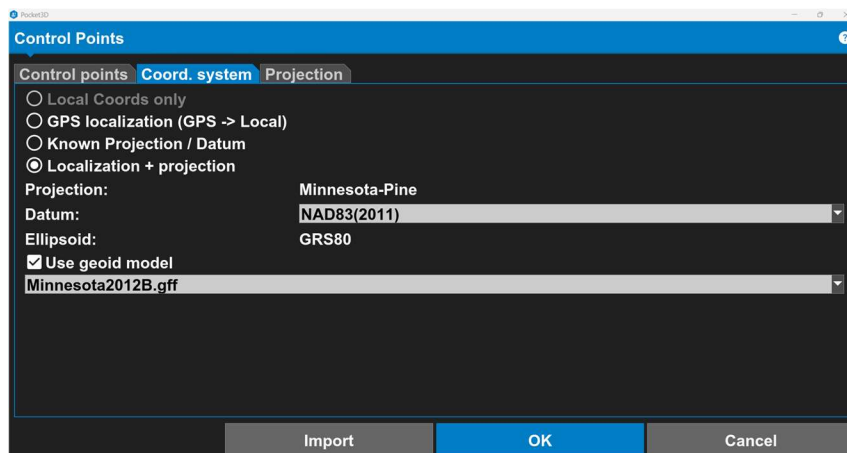 Pocket3D
Control Points
Control points Coord. system Projection
Local Coords only
GPS localization (GPS -> Local)
Known Projection / Datum
Localization + projection
Projection: Minnesota-Pine
Datum: NAD83(2011)
Ellipsoid: GRS80
Use geoid model
Minnesota2012B.gff
Import OK Cancel